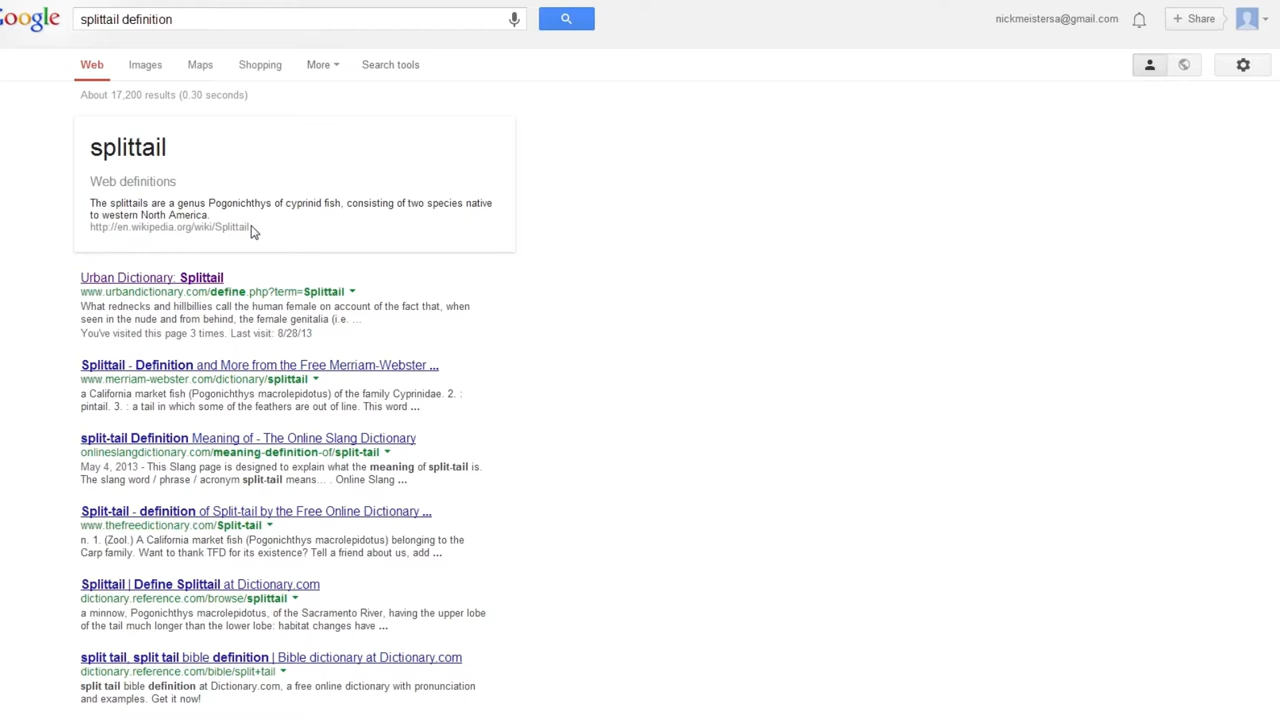 Google
splittail definition
nickmeistersa@gmail.com
+ Share
Web Images Maps Shopping More Search tools
About 17,200 results (0.30 seconds)
splittail
Web definitions
The splittails are a genus Pogonichthys of cyprinid fish, consisting of two species native
to western North America.
http://en.wikipedia.org/wiki/Splittail
Urban Dictionary: Splittail
www.urbandictionary.com/define.php?term=Splittail
What rednecks and hillbillies call the human female on account of the fact that, when
seen in the nude and from behind, the female genitalia (i.e. ...
You've visited this page 3 times. Last visit: 8/28/13
Splittail - Definition and More from the Free Merriam-Webster ...
www.merriam-webster.com/dictionary/splittail
a California market fish (Pogonichthys macrolepidotus) of the family Cyprinidae. 2. :
pintail. 3. : a tail in which some of the feathers are out of line. This word ...
split-tail Definition Meaning of - The Online Slang Dictionary
onlineslangdictionary.com/meaning-definition-of/split-tail
May 4, 2013 - This Slang page is designed to explain what the meaning of split-tail is.
The slang word / phrase / acronym split-tail means... . Online Slang ...
Split-tail - definition of Split-tail by the Free Online Dictionary ...
www.thefreedictionary.com/Split-tail
n. 1. (Zool.) A California market fish (Pogonichthys macrolepidotus) belonging to the
Carp family. Want to thank TFD for its existence? Tell a friend about us, add ...
Splittail | Define Splittail at Dictionary.com
dictionary.reference.com/browse/splittail
a minnow, Pogonichthys macrolepidotus, of the Sacramento River, having the upper lobe
of the tail much longer than the lower lobe: habitat changes have ...
split tail, split tail bible definition | Bible dictionary at Dictionary.com
dictionary.reference.com/bible/split+tail
split tail bible definition at Dictionary.com, a free online dictionary with pronunciation
and examples. Get it now!